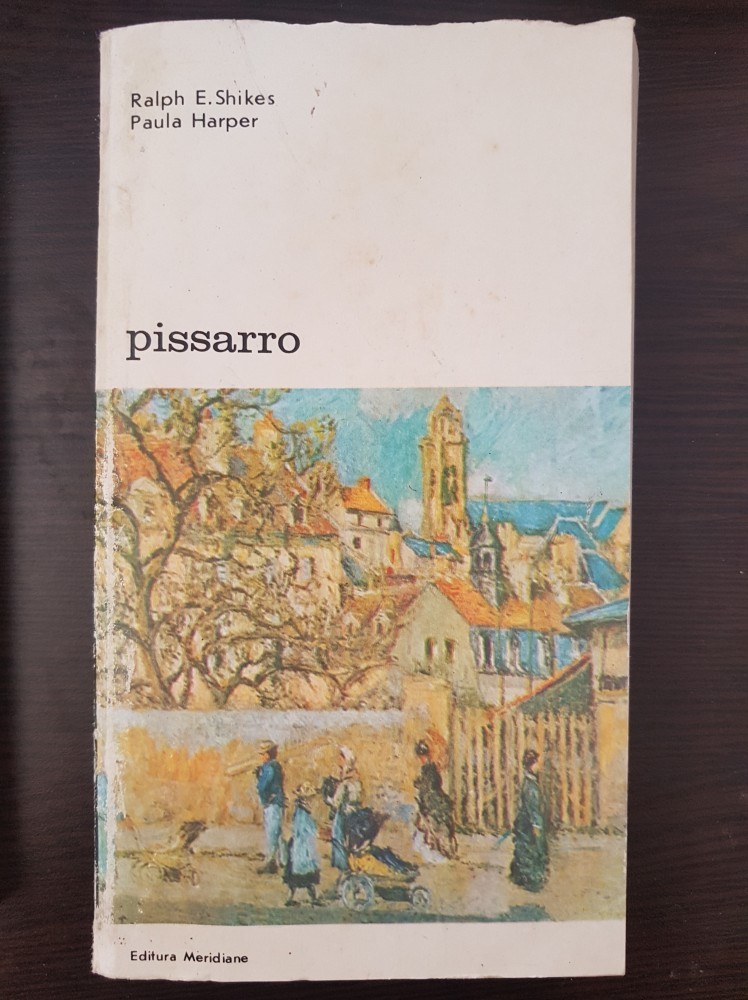 Ralph E. Shikes
Paula Harper
pissarro
Editura Meridiane